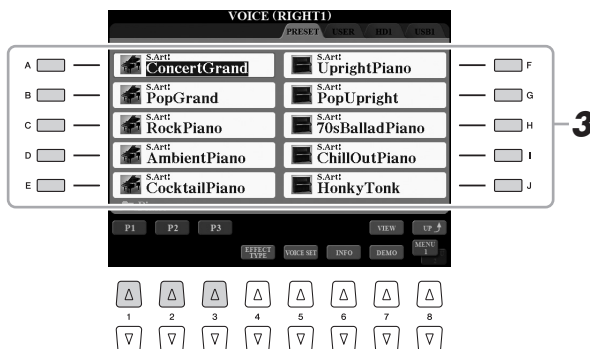 VOICE (RIGHT1)
PRESET USER HD1 USB1
A S.Art! ConcertGrand S.Art! UprightPiano F
B S.Art! PopGrand S.Art! PopUpright G
C S.Art! RockPiano S.Art! 70sBalladPiano H
D S.Art! AmbientPiano S.Art! ChillOutPiano I
E S.Art! CocktailPiano S.Art! HonkyTonk J
3
P1 P2 P3 VIEW UP
EFFECT TYPE VOICE SET INFO DEMO MENU 1
1 2 3 4 5 6 7 8